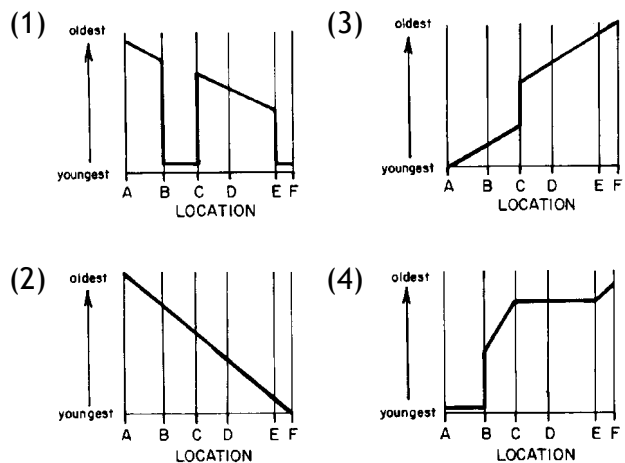 (1)
oldest
youngest
A B C D E F
LOCATION
(3)
oldest
youngest
A B C D E F
LOCATION
(2)
oldest
youngest
A B C D E F
LOCATION
(4)
oldest
youngest
A B C D E F
LOCATION